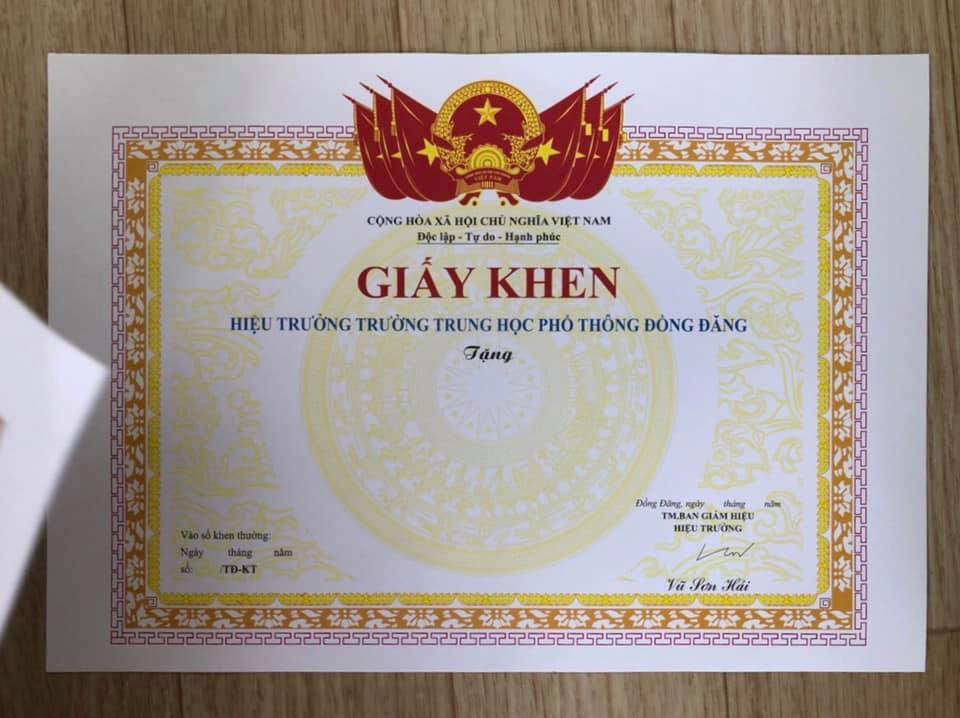 VIỆT NAM
CỘNG HÒA XÃ HỘI CHỦ NGHĨA VIỆT NAM
Độc lập - Tự do - Hạnh phúc
GIẤY KHEN
HIỆU TRƯỞNG TRƯỜNG TRUNG HỌC PHỔ THÔNG ĐỒNG ĐĂNG
Tặng
Đồng Đăng, ngày tháng năm
TM.BAN GIÁM HIỆU
HIỆU TRƯỞNG
Vũ Sơn Hải
Vào sổ khen thưởng:
Ngày tháng năm
số: /TĐ-KT